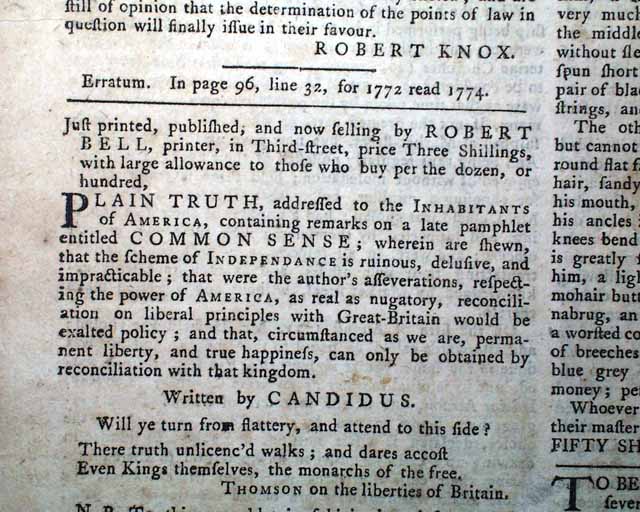 still of opinion that the determination of the points of law in
question will finally issue in their favour.
ROBERT KNOX.
Erratum. In page 96, line 32, for 1772 read 1774.
Just printed, published, and now selling by ROBERT
BELL, printer, in Third-street, price Three Shillings,
with large allowance to those who buy per the dozen, or
hundred,
PLAIN TRUTH, addressed to the INHABITANTS
of AMERICA, containing remarks on a late pamphlet
entitled COMMON SENSE; wherein are shewn,
that the scheme of INDEPENDANCE is ruinous, delusive, and
impracticable; that were the author's asseverations, respect-
ing the power of AMERICA, as real as nugatory, reconcili-
ation on liberal principles with Great-Britain would be
exalted policy; and that, circumstanced as we are, perma-
nent liberty, and true happiness, can only be obtained by
reconciliation with that kingdom.
Written by CANDIDUS.
Will ye turn from flattery, and attend to this side?
There truth unlicenc'd walks; and dares accost
Even Kings themselves, the monarchs of the free.
THOMSON on the liberties of Britain.
very much
the middle
without
spun short
pair of
strings, and
The
but cannot
round flat
hair, sandy
his mouth,
his ancles
knees bend
is greatly
him, a
mohair
nabrug, an
a worsted
of breeches
blue grey
money;
Whoever
their master
FIFTY
TO BE